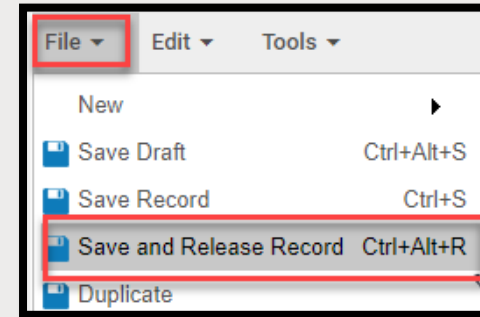 File Edit Tools
New
Save Draft Ctrl+Alt+S
Save Record Ctrl+S
Save and Release Record Ctrl+Alt+R
Duplicate